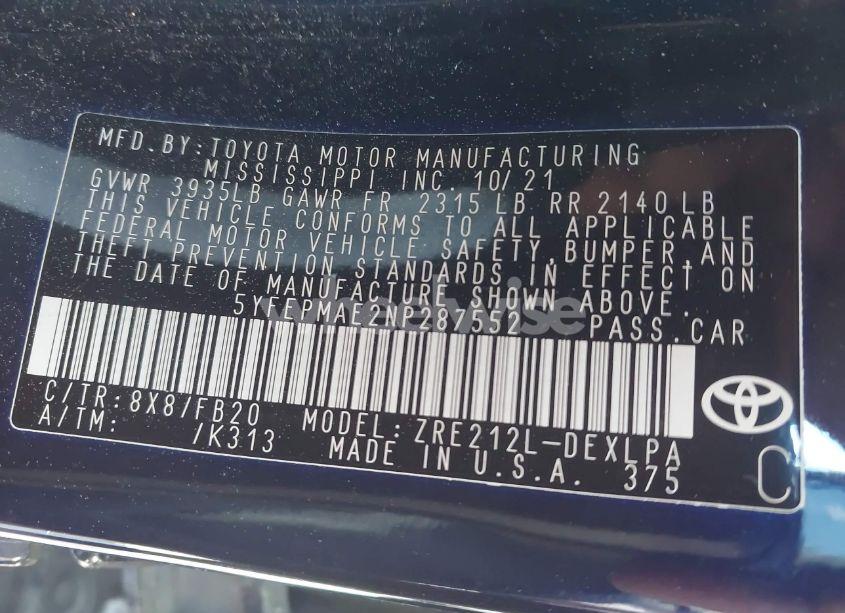 MFD.BY:TOYOTA MOTOR MANUFACTURING
MISSISSIPPI INC. 10/21
GVWR 3935LB GAWR FR 2315 LB RR 2140 LB
THIS VEHICLE CONFORMS TO ALL APPLICABLE
FEDERAL MOTOR VEHICLE SAFETY, BUMPER, AND
THEFT PREVENTION STANDARDS IN EFFECT ON
THE DATE OF MANUFACTURE SHOWN ABOVE.
5YFEPMAE2NP287552 PASS.CAR
C/TR:8X8/FB20 MODEL:ZRE212L-DEXLPA
A/TM: /K313 MADE IN U.S.A. 375
C